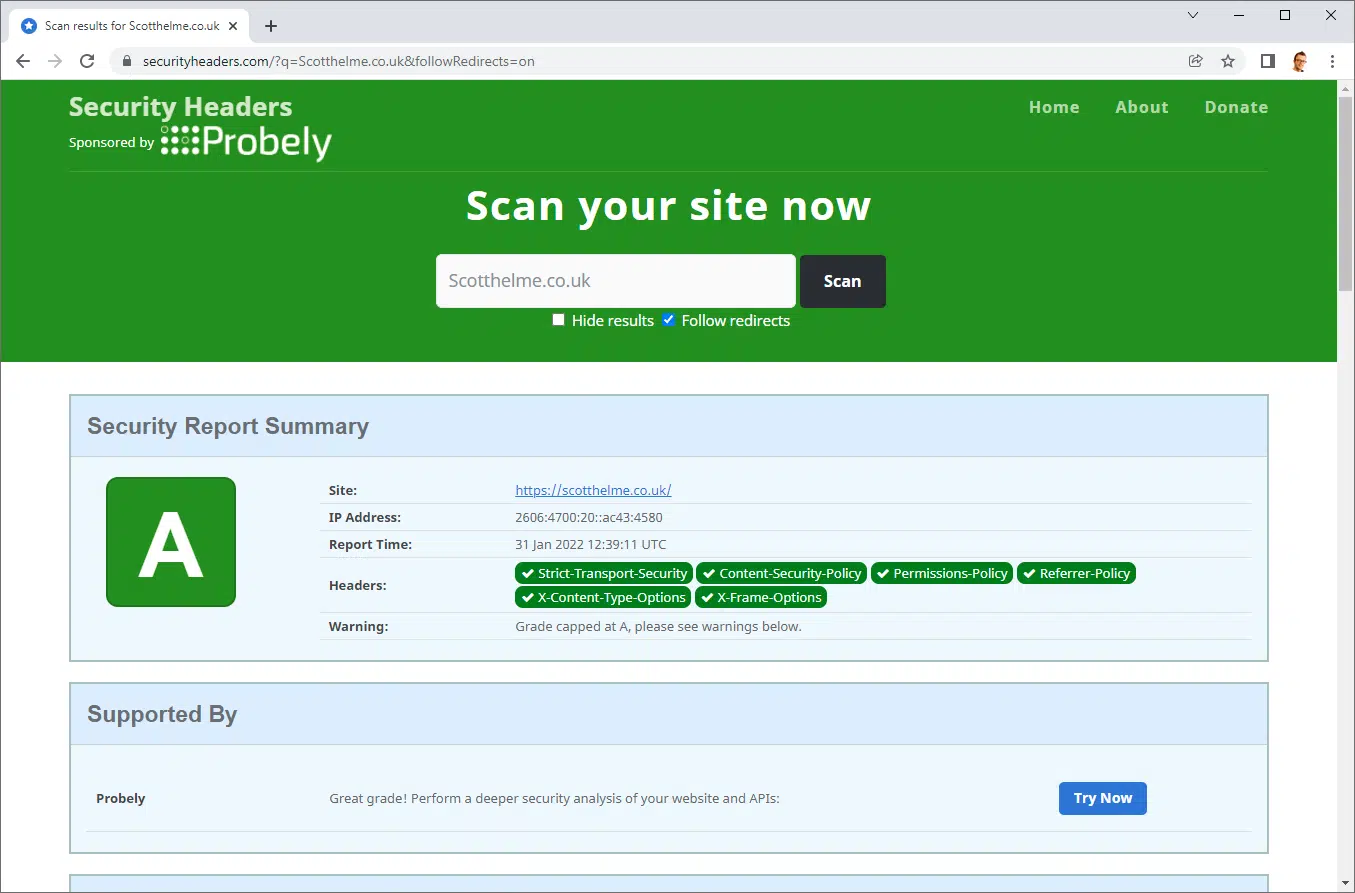 Scan results for Scotthelme.co.uk
securityheaders.com/?q=Scotthelme.co.uk&followRedirects=on
Security Headers
Home About Donate
Sponsored by Probely
Scan your site now
Scotthelme.co.uk Scan
Hide results Follow redirects
Security Report Summary
A
Site: https://scotthelme.co.uk/
IP Address: 2606:4700:20::ac43:4580
Report Time: 31 Jan 2022 12:39:11 UTC
Headers: Strict-Transport-Security Content-Security-Policy Permissions-Policy Referrer-Policy
X-Content-Type-Options X-Frame-Options
Warning: Grade capped at A, please see warnings below.
Supported By
Probely Great grade! Perform a deeper security analysis of your website and APIs: Try Now